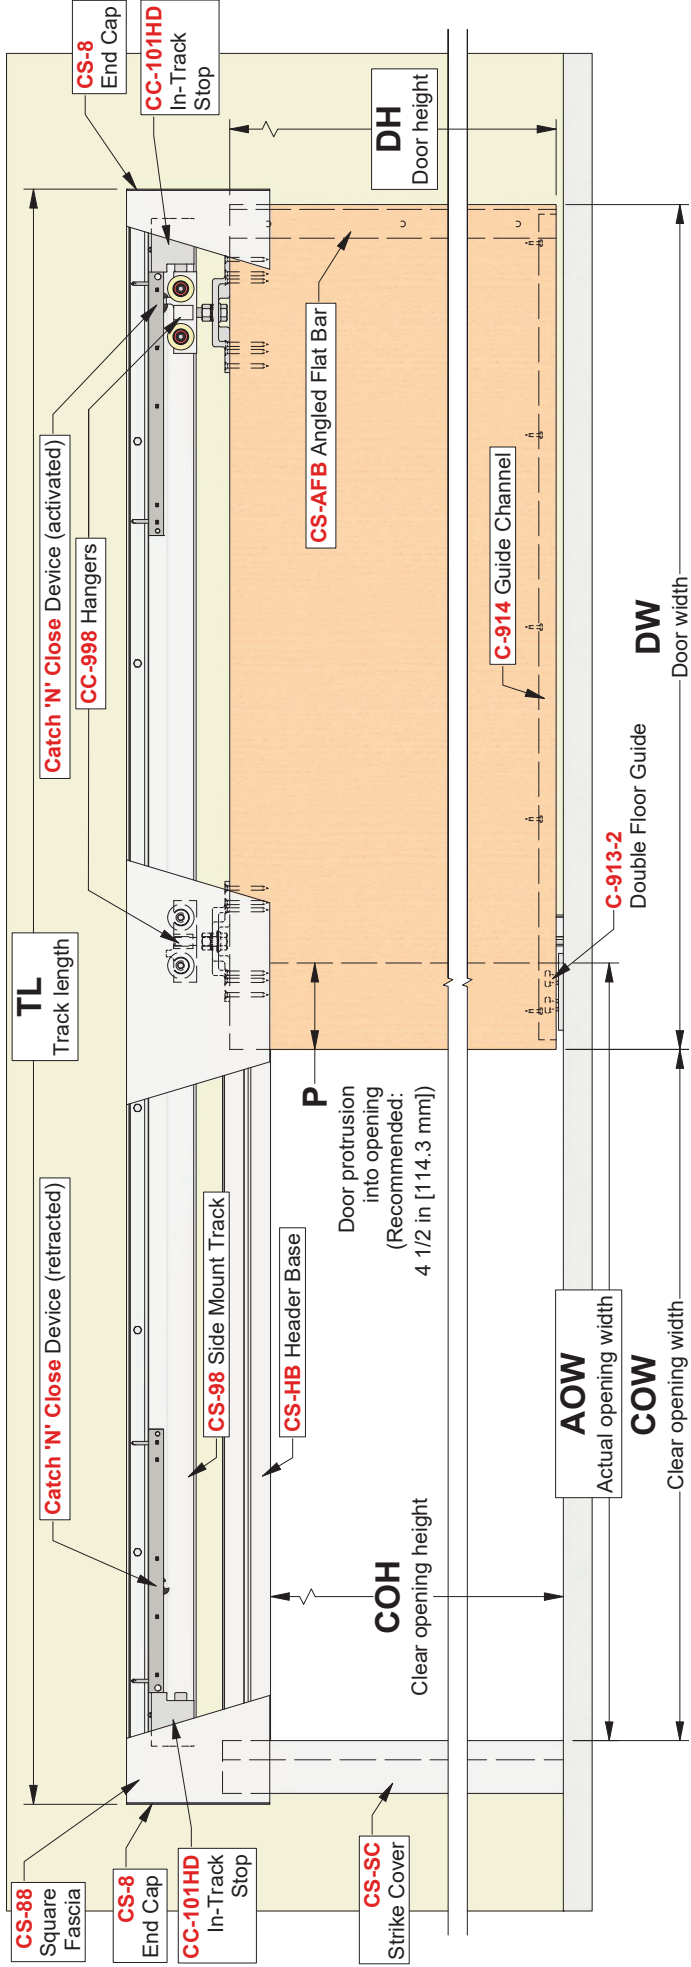 CS-88
Square
Fascia
CS-8
End Cap
CC-101HD
In-Track
Stop
CS-SC
Strike Cover
TL
Track length
Catch 'N' Close Device (retracted)
Catch 'N' Close Device (activated)
CC-998 Hangers
CS-8
End Cap
CC-101HD
In-Track
Stop
CS-98 Side Mount Track
CS-HB Header Base
P
Door protrusion
into opening
(Recommended:
4 1/2 in [114.3 mm])
CS-AFB Angled Flat Bar
DH
Door height
COH
Clear opening height
C-914 Guide Channel
C-913-2
Double Floor Guide
AOW
Actual opening width
COW
Clear opening width
DW
Door width